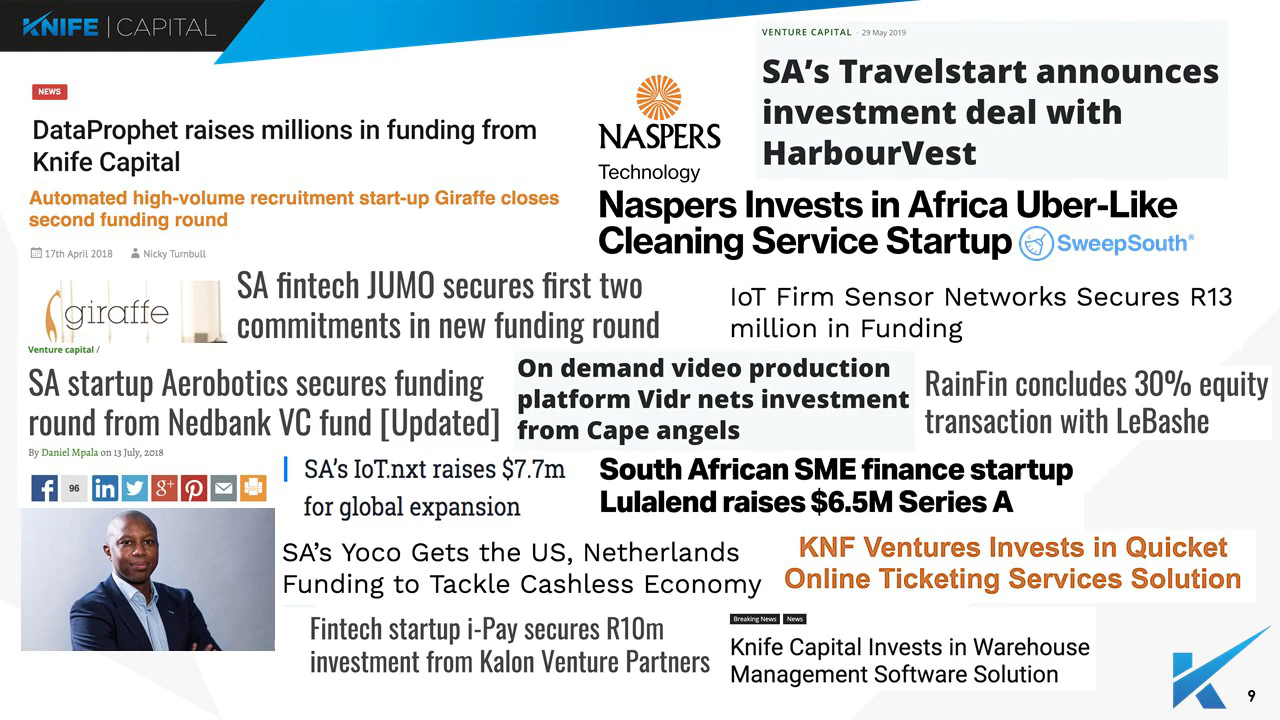 KNIFE | CAPITAL
NEWS
DataProphet raises millions in funding from
Knife Capital
Automated high-volume recruitment start-up Giraffe closes
second funding round
17th April 2018 Nicky Turnbull
giraffe
SA fintech JUMO secures first two
commitments in new funding round
Venture capital /
SA startup Aerobotics secures funding
round from Nedbank VC fund [Updated]
By Daniel Mpala on 13 July, 2018
96
VENTURE CAPITAL · 29 May 2019
SA's Travelstart announces
investment deal with
HarbourVest
NASPERS
Technology
Naspers Invests in Africa Uber-Like
Cleaning Service Startup
SweepSouth®
IoT Firm Sensor Networks Secures R13
million in Funding
On demand video production
platform Vidr nets investment
from Cape angels
RainFin concludes 30% equity
transaction with LeBashe
SA's IoT.nxt raises $7.7m
for global expansion
South African SME finance startup
Lulalend raises $6.5M Series A
SA's Yoco Gets the US, Netherlands
Funding to Tackle Cashless Economy
KNF Ventures Invests in Quicket
Online Ticketing Services Solution
Fintech startup i-Pay secures R10m
investment from Kalon Venture Partners
Breaking News News
Knife Capital Invests in Warehouse
Management Software Solution
9